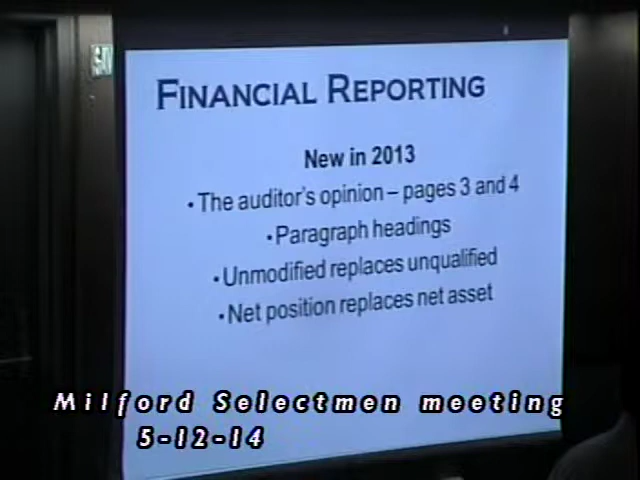 FINANCIAL REPORTING
New in 2013
• The auditor's opinion – pages 3 and 4
• Paragraph headings
• Unmodified replaces unqualified
• Net position replaces net asset
Milford Selectmen meeting
5-12-14